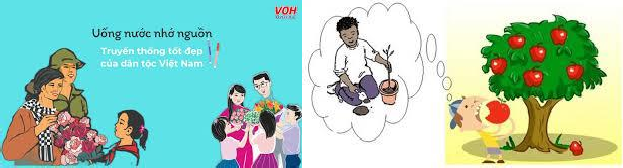 VOH
Uống nước nhớ nguồn
Truyền thống tốt đẹp
của dân tộc Việt Nam